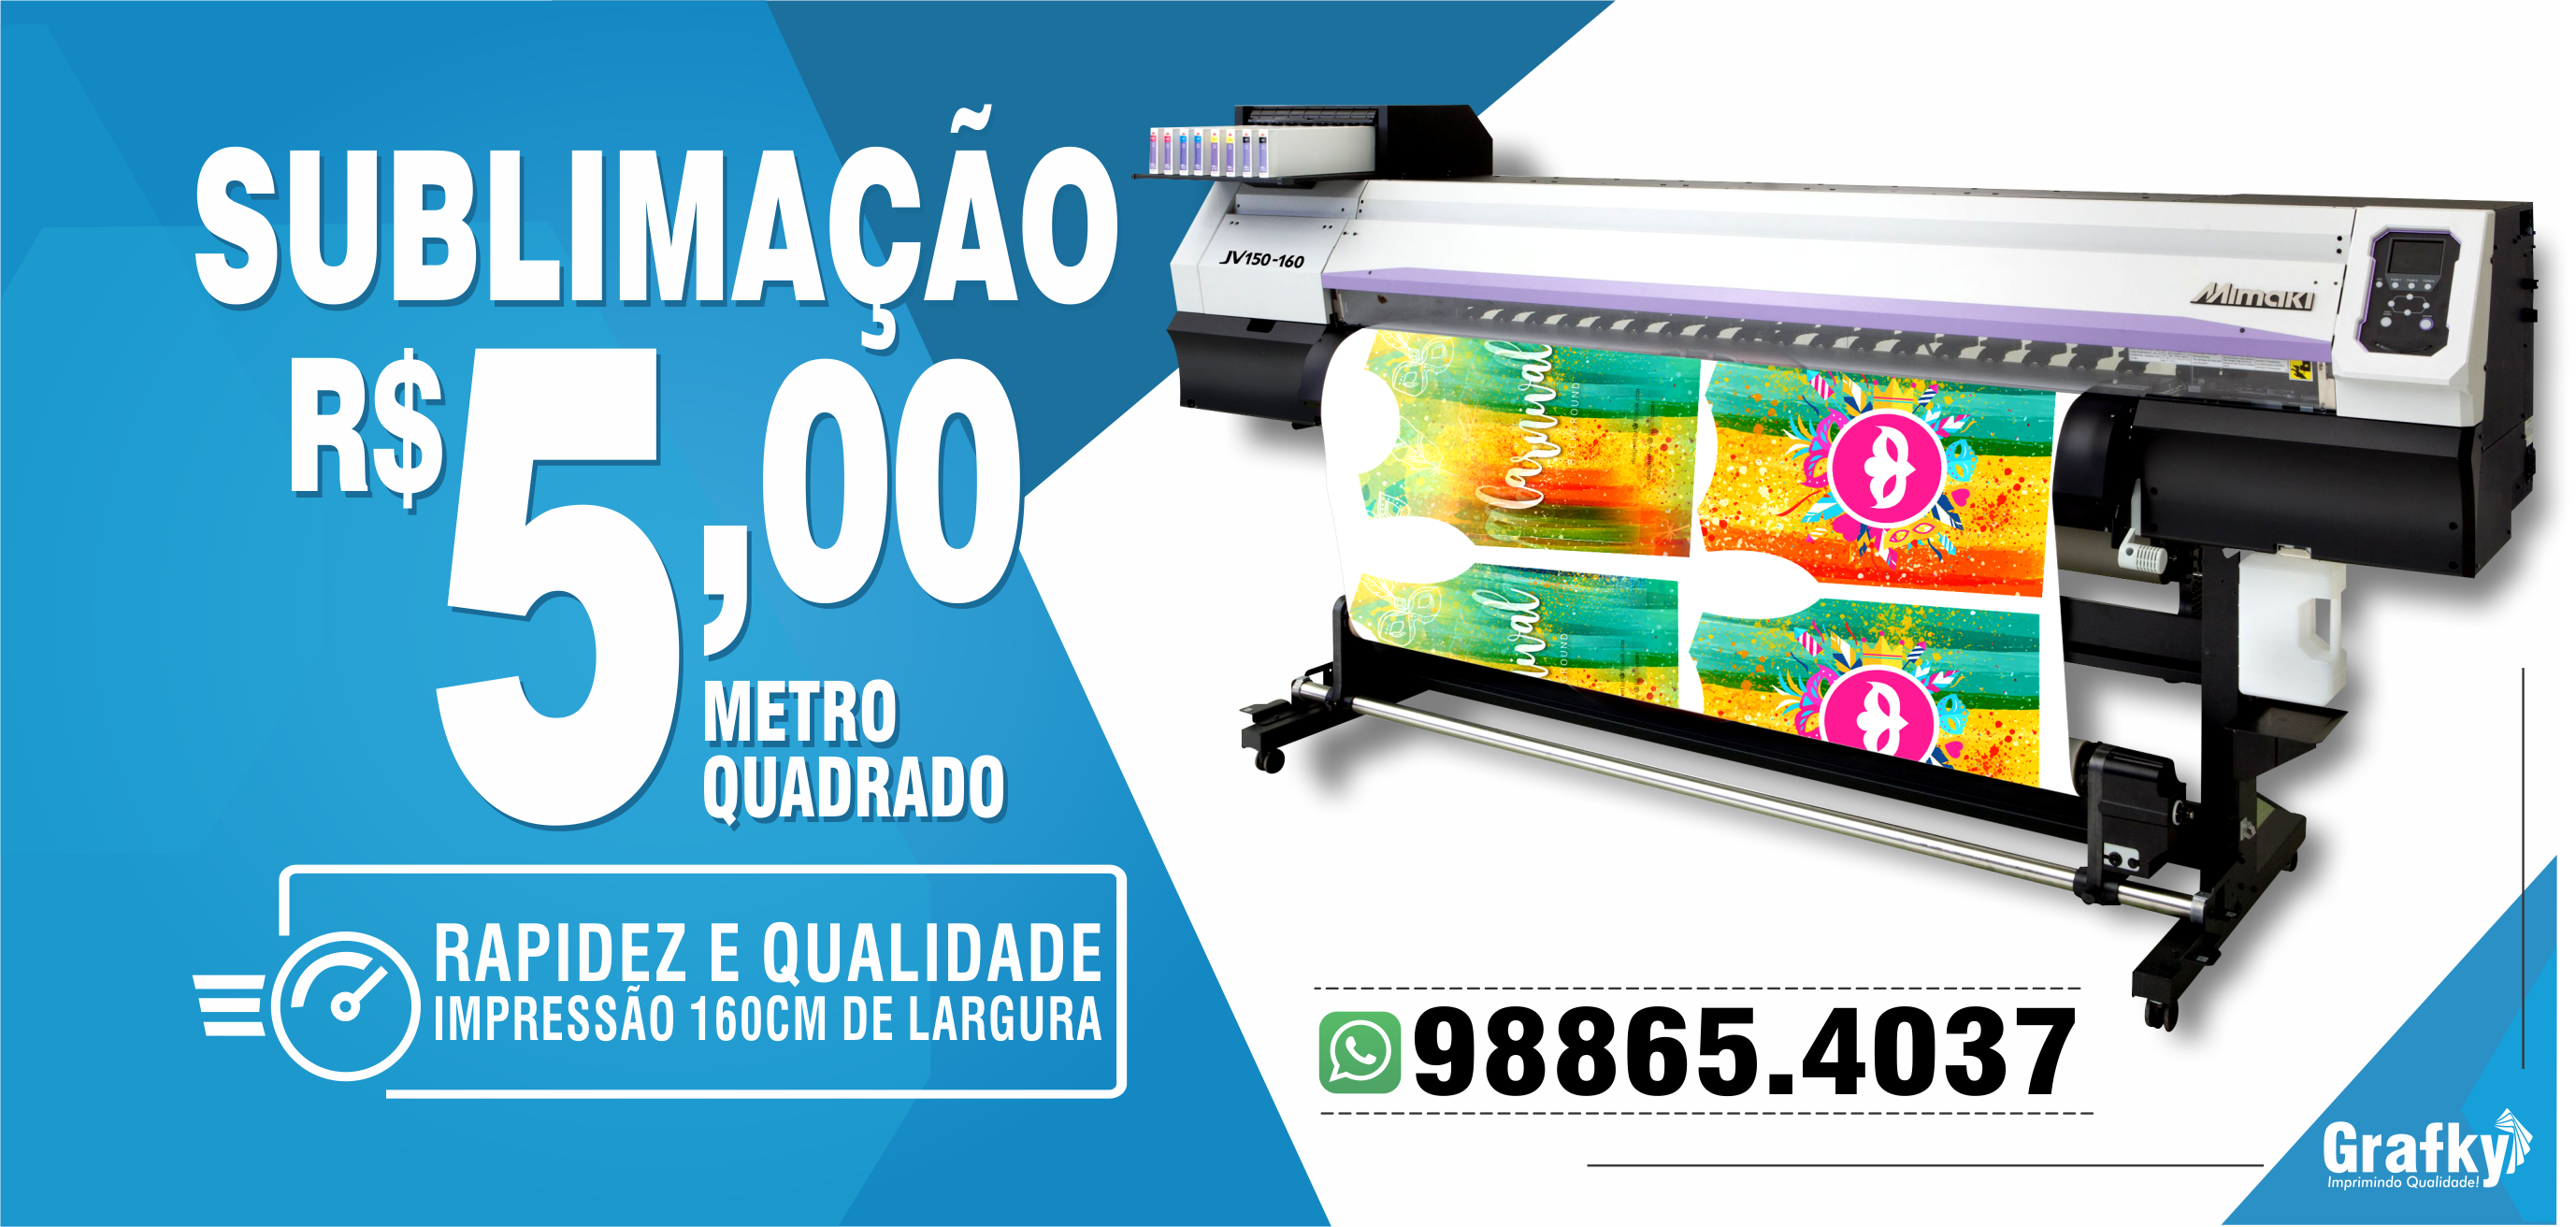 SUBLIMAÇÃO
R$5,00
METRO
QUADRADO
RAPIDEZ E QUALIDADE
IMPRESSÃO 160CM DE LARGURA
JV150-160
Mimaki
Carnival
ROUND
98865.4037
Grafky
Imprimindo Qualidade!